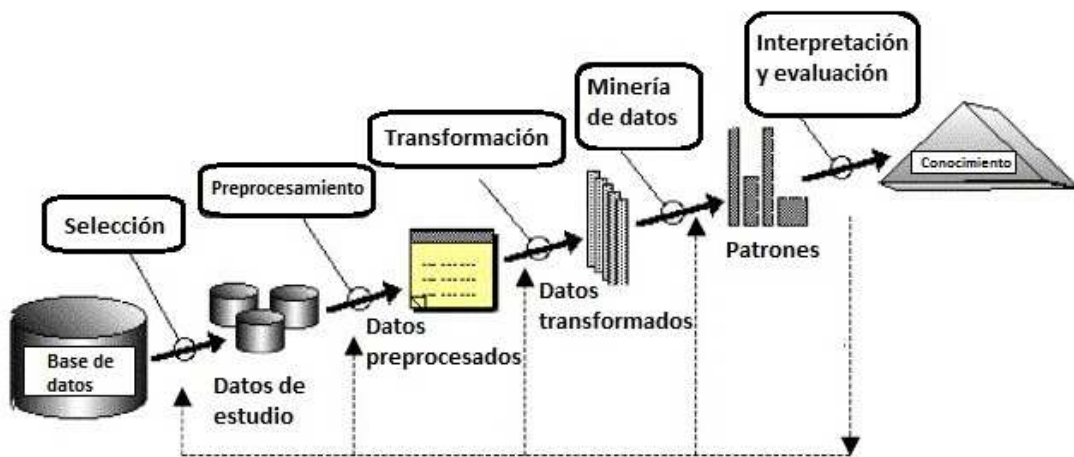 Interpretación
y evaluación
Minería
de datos
Transformación
Preprocesamiento
Selección
Conocimiento
Patrones
Datos
transformados
Datos
preprocesados
Base de
datos
Datos de
estudio